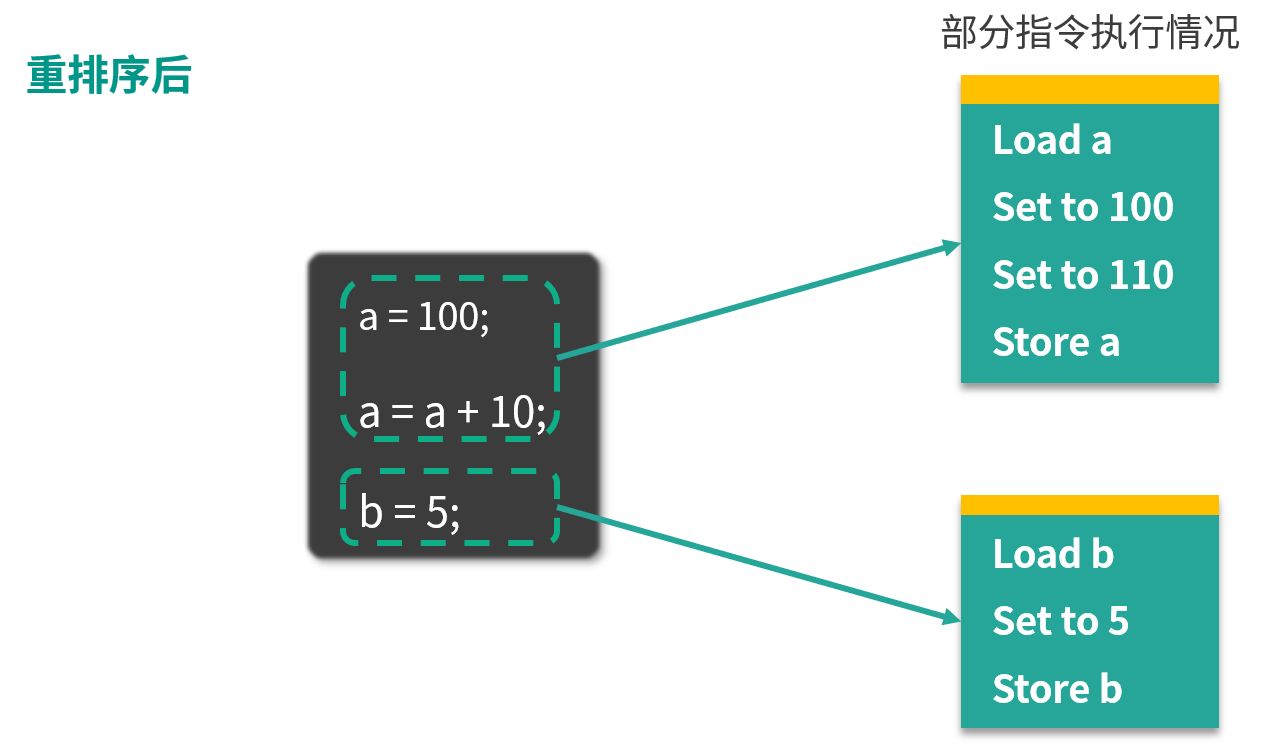 部分指令执行情况
重排序后
Load a
Set to 100
Set to 110
Store a
a = 100;
a = a + 10;
b = 5;
Load b
Set to 5
Store b